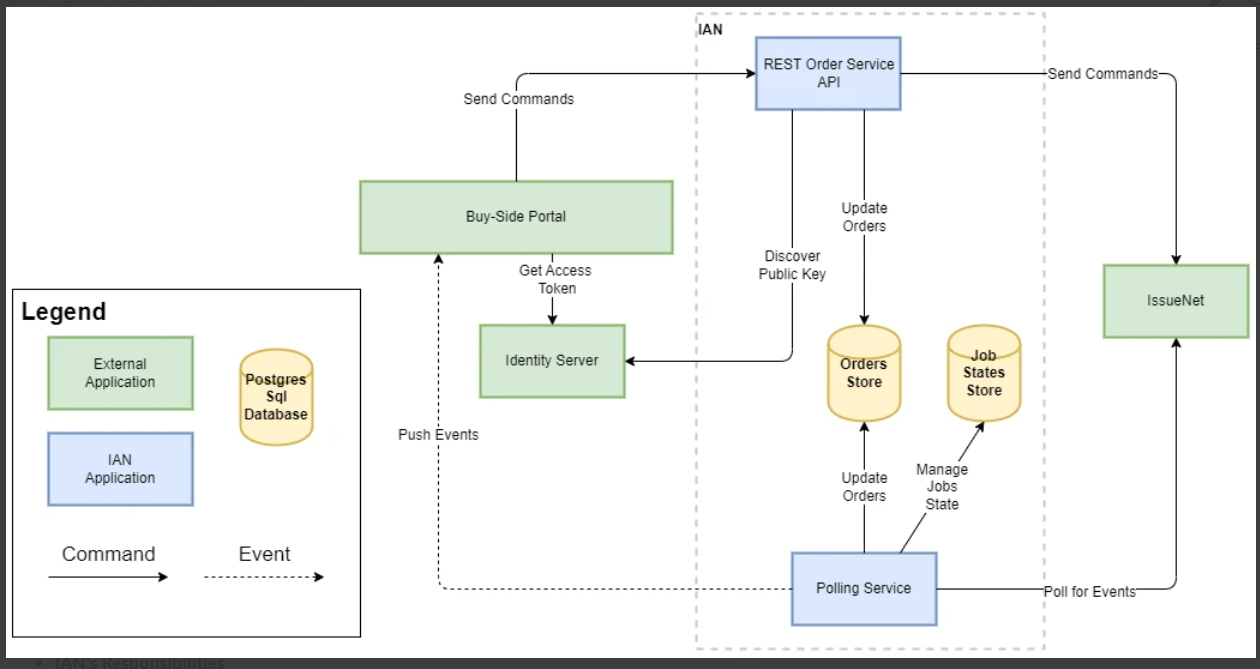 IAN
REST Order Service
API
Send Commands
Send Commands
Buy-Side Portal
Update
Orders
Discover
Public Key
Get Access
Token
IssueNet
Legend
External
Application
Postgres
Sql
Database
IAN
Application
Command
Event
Identity Server
Orders
Store
Job
States
Store
Push Events
Update
Orders
Manage
Jobs
State
Polling Service
Poll for Events
IAN's Responsibilities